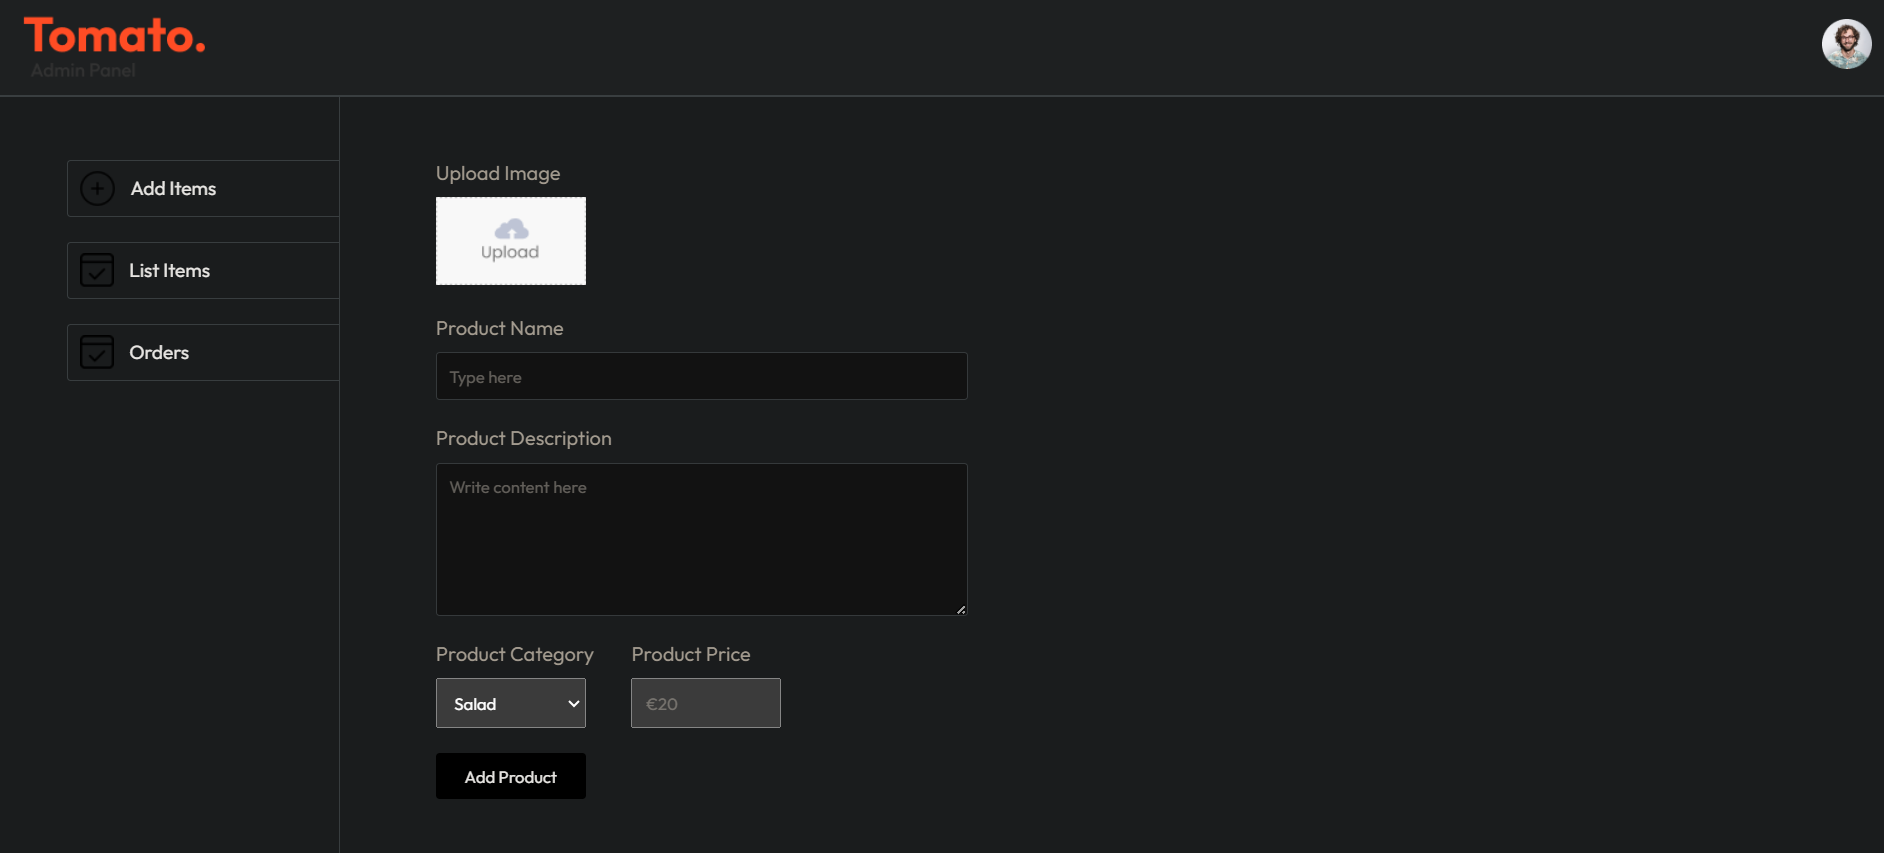 Tomato.
Admin Panel
Add Items
List Items
Orders
Upload Image
Upload
Product Name
Type here
Product Description
Write content here
Product Category
Product Price
Salad
€20
Add Product